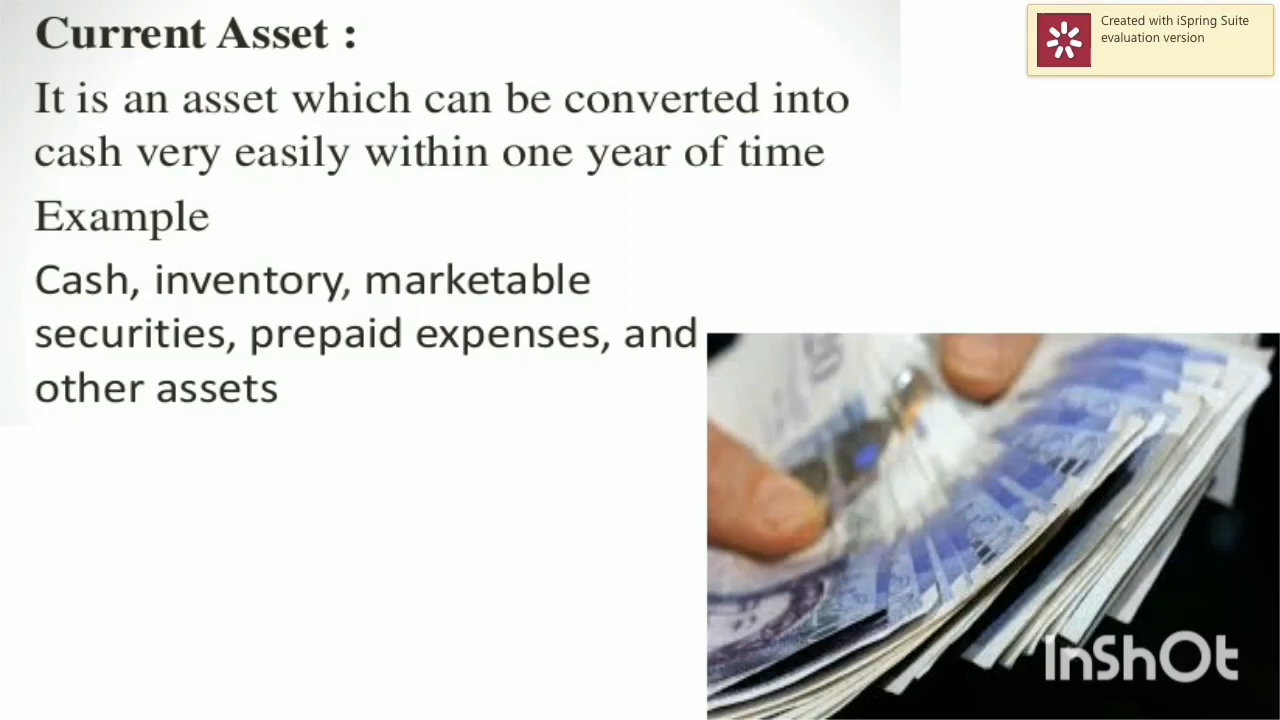 Current Asset :
It is an asset which can be converted into
cash very easily within one year of time
Example
Cash, inventory, marketable
securities, prepaid expenses, and
other assets
Created with iSpring Suite
evaluation version
InShOt